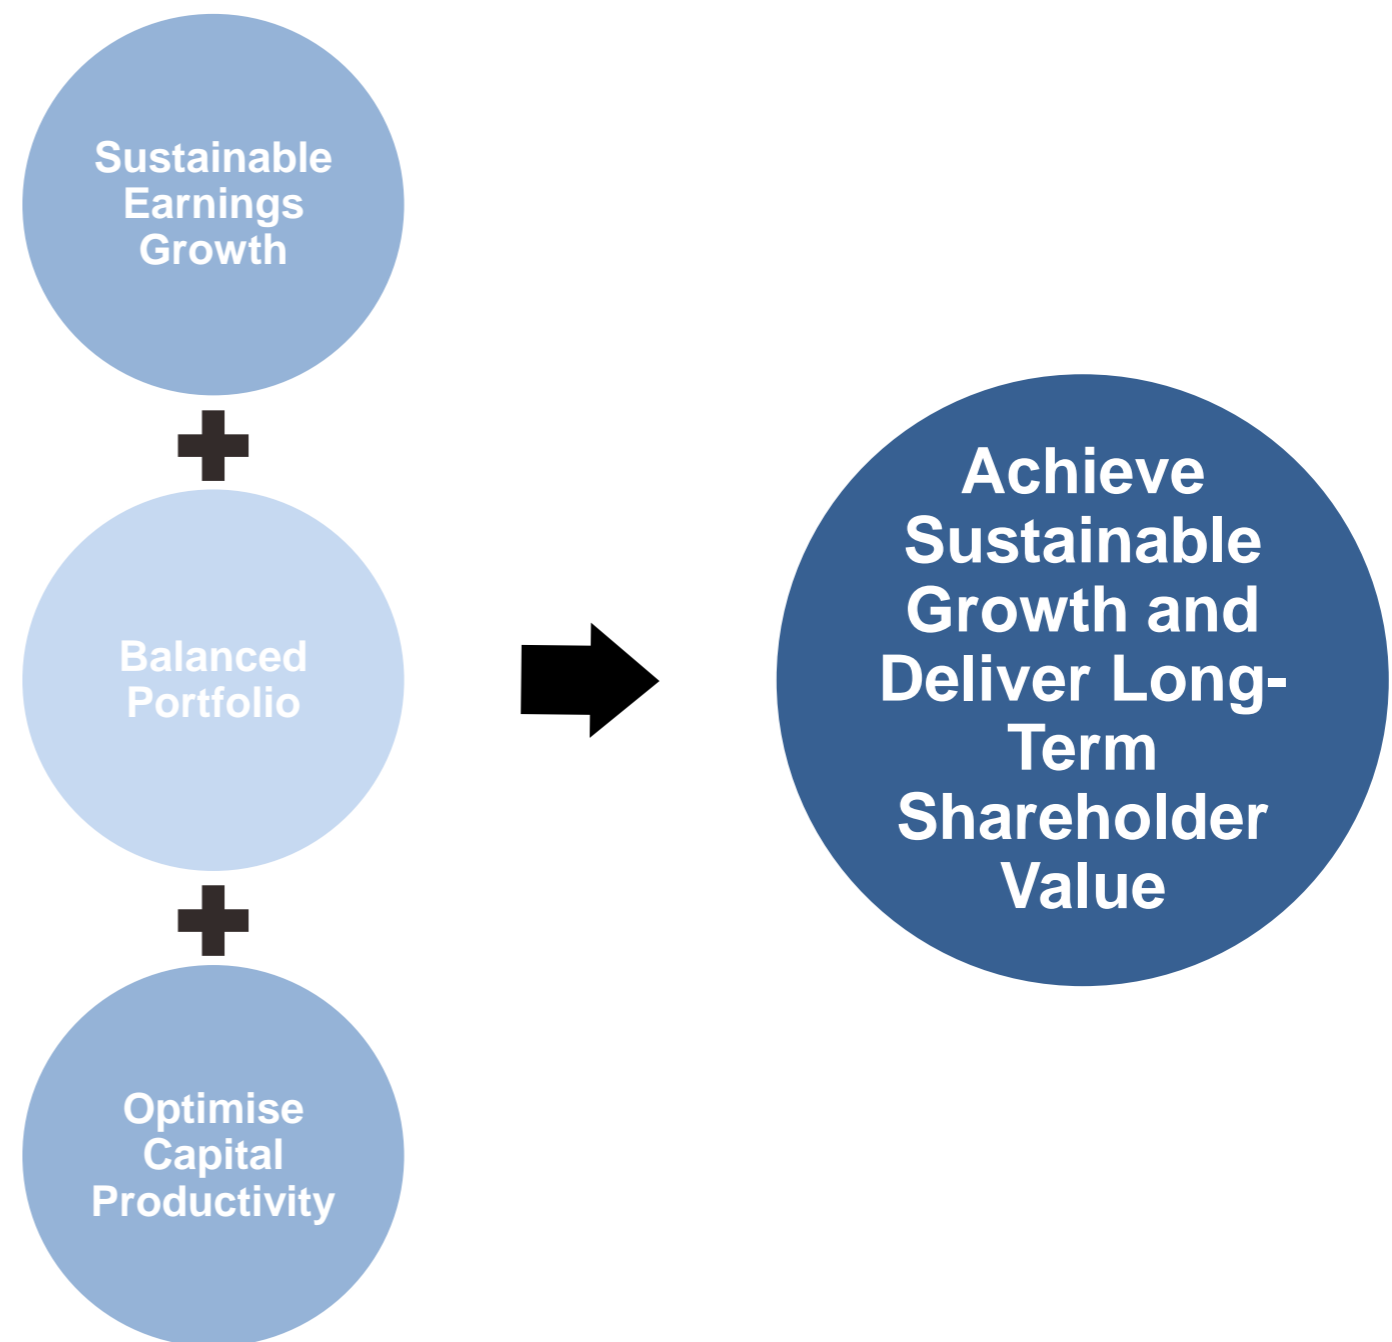 Sustainable
Earnings
Growth
Balanced
Portfolio
Optimise
Capital
Productivity
Achieve
Sustainable
Growth and
Deliver Long-
Term
Shareholder
Value